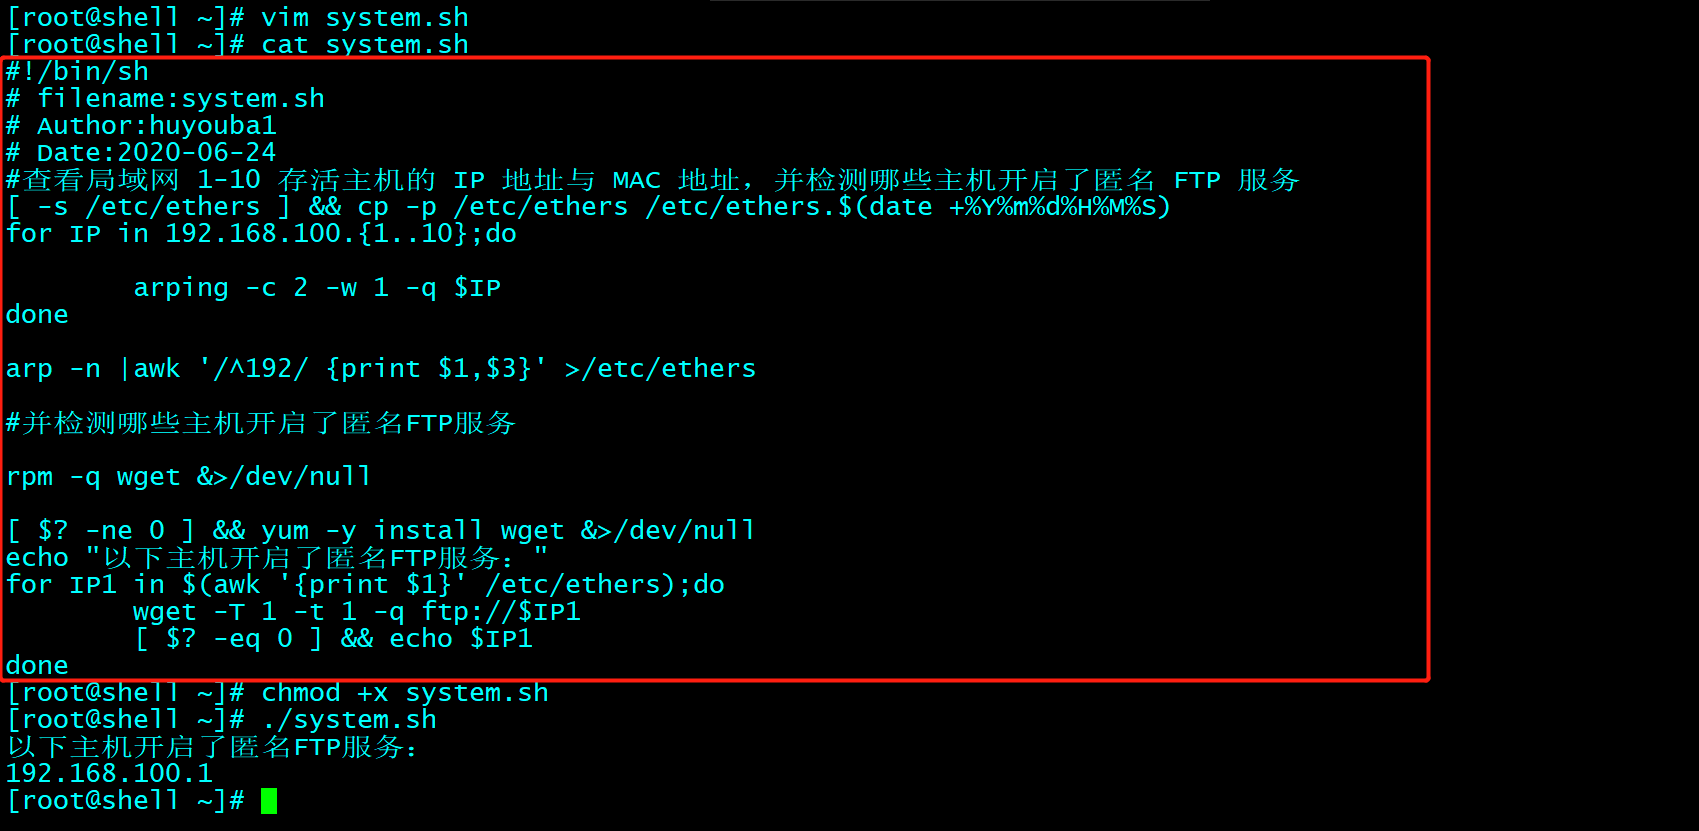 [root@shell ~]# vim system.sh
[root@shell ~]# cat system.sh
#!/bin/sh
# filename:system.sh
# Author:huyouba1
# Date:2020-06-24
#查看局域网 1-10 存活主机的 IP 地址与 MAC 地址，并检测哪些主机开启了匿名 FTP 服务
[ -s /etc/ethers ] && cp -p /etc/ethers /etc/ethers.$(date +%Y%m%d%H%M%S)
for IP in 192.168.100.{1..10};do
        arping -c 2 -w 1 -q $IP
done
arp -n |awk '/^192/ {print $1,$3}' >/etc/ethers
#并检测哪些主机开启了匿名FTP服务
rpm -q wget &>/dev/null
[ $? -ne 0 ] && yum -y install wget &>/dev/null
echo "以下主机开启了匿名FTP服务："
for IP1 in $(awk '{print $1}' /etc/ethers);do
        wget -T 1 -t 1 -q ftp://$IP1
        [ $? -eq 0 ] && echo $IP1
done
[root@shell ~]# chmod +x system.sh
[root@shell ~]# ./system.sh
以下主机开启了匿名FTP服务：
192.168.100.1
[root@shell ~]#